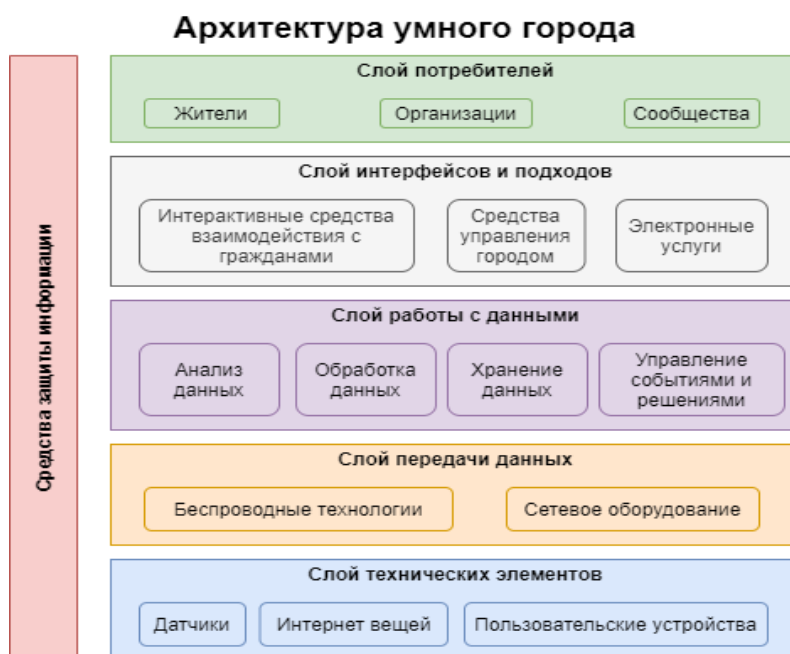 Архитектура умного города
Средства защиты информации
Слой потребителей
Жители
Организации
Сообщества
Слой интерфейсов и подходов
Интерактивные средства
взаимодействия с
гражданами
Средства
управления
городом
Электронные
услуги
Слой работы с данными
Анализ
данных
Обработка
данных
Хранение
данных
Управление
событиями и
решениями
Слой передачи данных
Беспроводные технологии
Сетевое оборудование
Слой технических элементов
Датчики
Интернет вещей
Пользовательские устройства